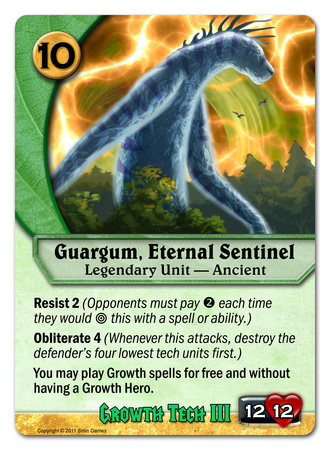 10
Guargum, Eternal Sentinel
Legendary Unit — Ancient
Resist 2 (Opponents must pay ❷ each time
they would ◎ this with a spell or ability.)
Obliterate 4 (Whenever this attacks, destroy the
defender's four lowest tech units first.)
You may play Growth spells for free and without
having a Growth Hero.
Growth Tech III
12 12
Copyright © 2011 Sirlin Games